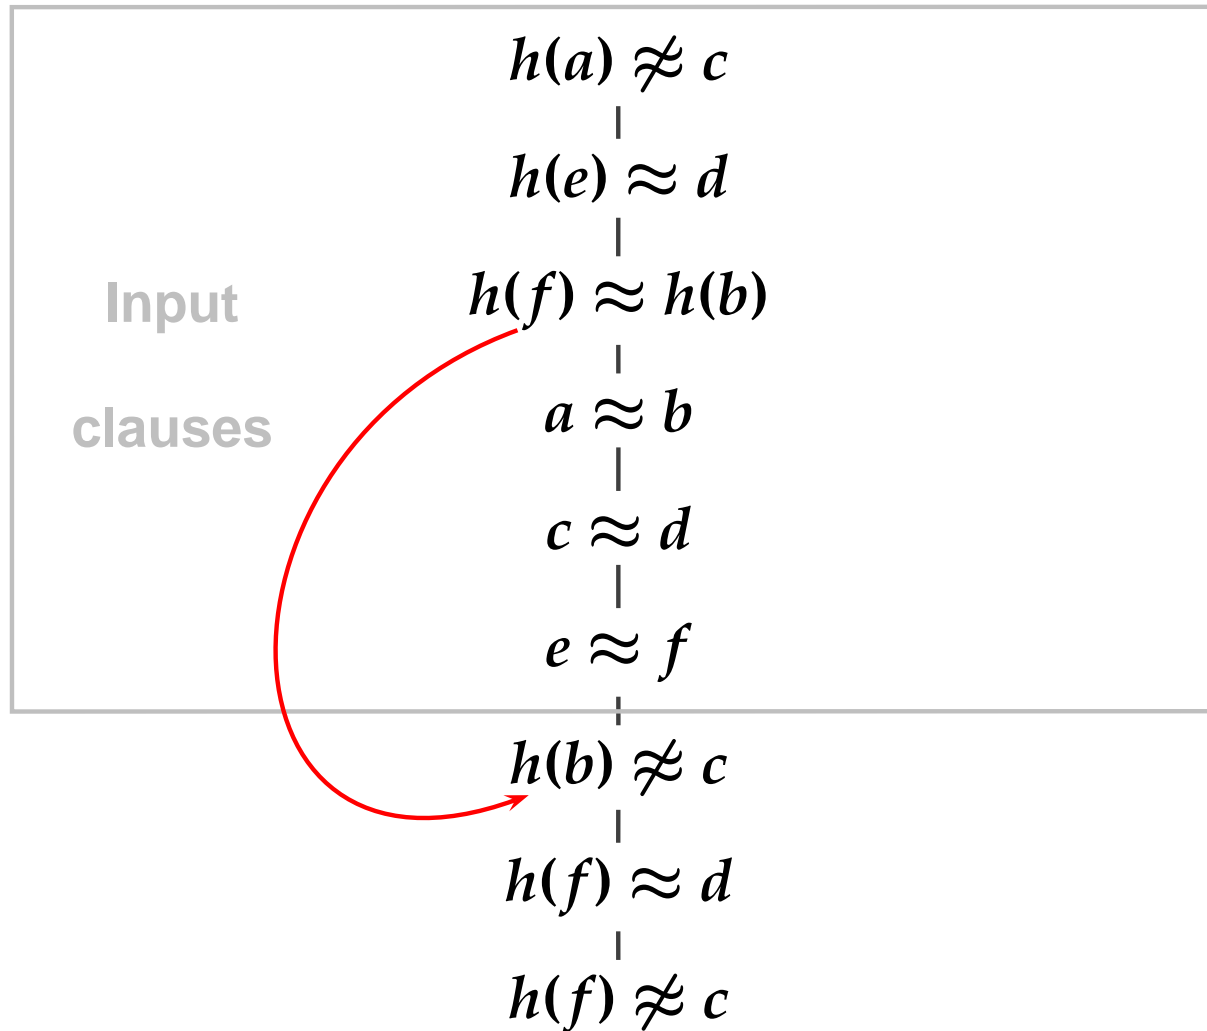 h(a) ≉ c
h(e) ≈ d
Input
h(f) ≈ h(b)
clauses
a ≈ b
c ≈ d
e ≈ f
h(b) ≉ c
h(f) ≈ d
h(f) ≉ c